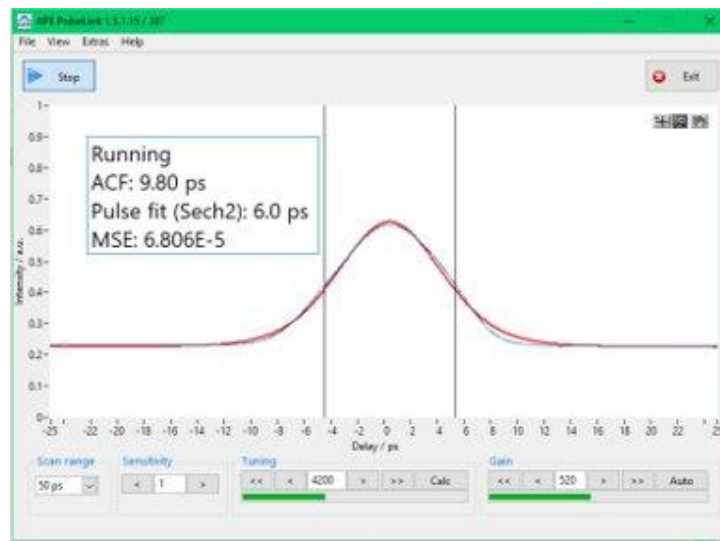 APE PulseLink 1.3.1.15 / 307
File View Extras Help
Stop
Exit
Running
ACF: 9.80 ps
Pulse fit (Sech2): 6.0 ps
MSE: 6.806E-5
Intensity / a.u.
1
0.9
0.8
0.7
0.6
0.5
0.4
0.3
0.2
0.1
0
-25 -22 -20 -18 -16 -14 -12 -10 -8 -6 -4 -2 0 2 4 6 8 10 12 14 16 18 20 22 25
Delay / ps
Scan range Sensitivity Tuning Gain
50 ps < 1 > << < 4200 > >> Calc << < 520 > >> Auto